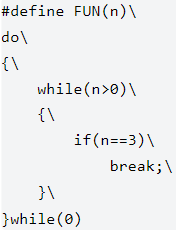 #define FUN(n)\
do\
{\
    while(n>0)\
    {\
        if(n==3)\
            break;\
    }\
}while(0)